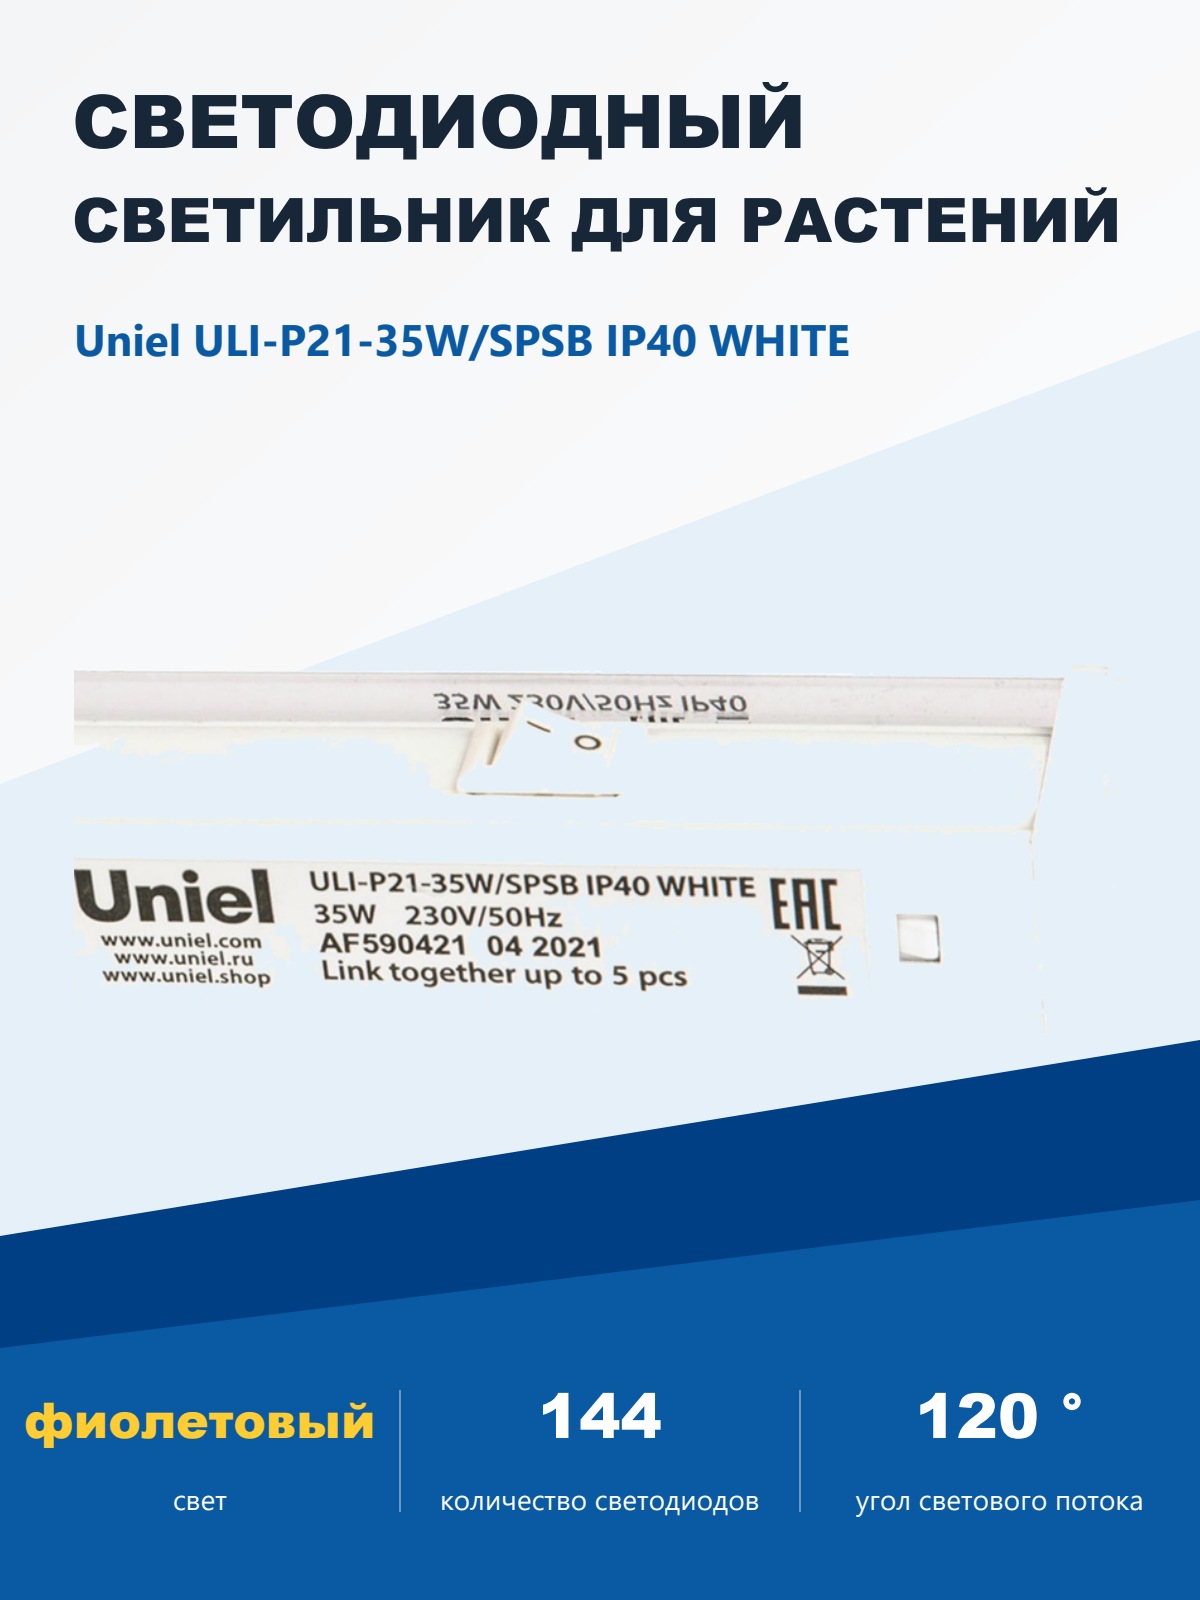 СВЕТОДИОДНЫЙ
СВЕТИЛЬНИК ДЛЯ РАСТЕНИЙ
Uniel ULI-P21-35W/SPSB IP40 WHITE
35W 230V/50Hz IP40
Uniel
ULI-P21-35W/SPSB IP40 WHITE
EAC
35W 230V/50Hz
www.uniel.com
AF590421 04 2021
www.uniel.ru
Link together up to 5 pcs
www.uniel.shop
фиолетовый
144
120 °
свет
количество светодиодов
угол светового потока